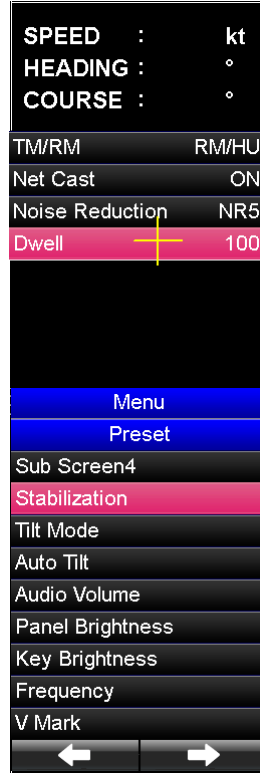 SPEED : kt
HEADING : °
COURSE : °
TM/RM RM/HU
Net Cast ON
Noise Reduction NR5
Dwell 100
Menu
Preset
Sub Screen4
Stabilization
Tilt Mode
Auto Tilt
Audio Volume
Panel Brightness
Key Brightness
Frequency
V Mark